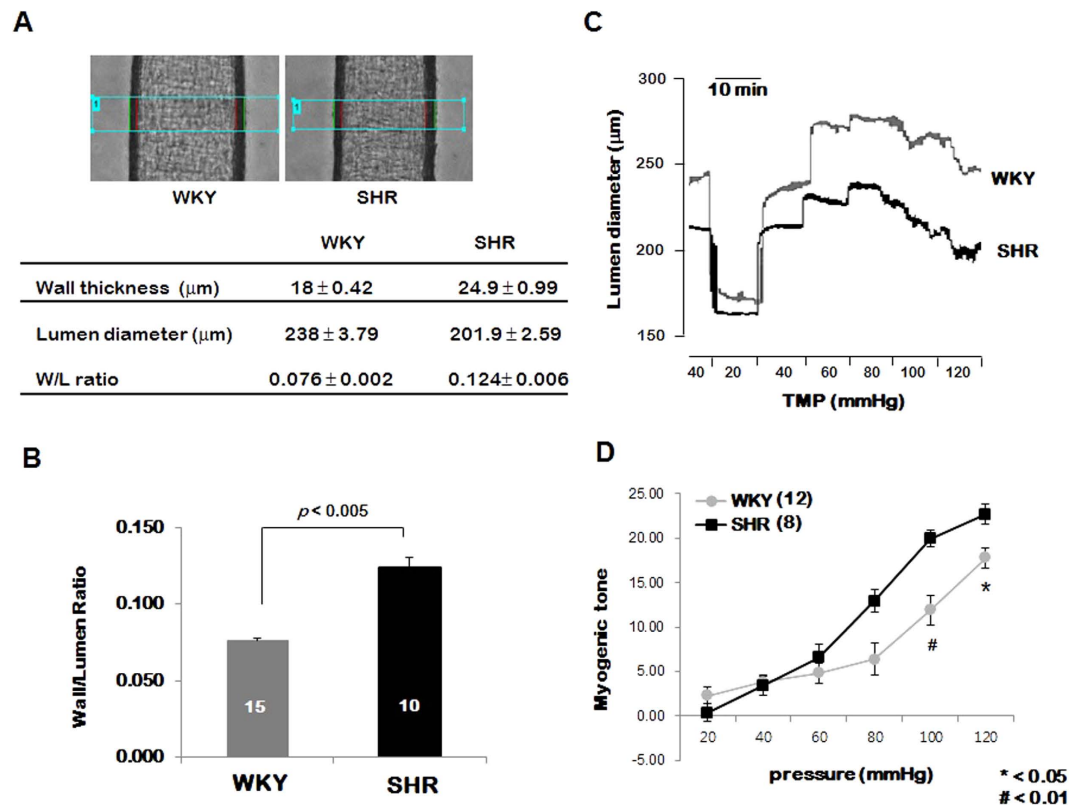 A
1
1
WKY SHR
WKY SHR
Wall thickness (μm) 18±0.42 24.9±0.99
Lumen diameter (μm) 238±3.79 201.9±2.59
W/L ratio 0.076±0.002 0.124±0.006
B
p< 0.005
0.150
0.100
0.050
0.000
Wall/Lumen Ratio
15
10
WKY SHR
C
10 min
300
250
200
150
Lumen diameter (μm)
WKY
SHR
40 20 60 80 100 120
TMP (mmHg)
D
WKY (12)
SHR (8)
25.00
20.00
15.00
10.00
5.00
0.00
-5.00
Myogenic tone
*
#
20 40 60 80 100 120
pressure (mmHg)
* < 0.05
# < 0.01